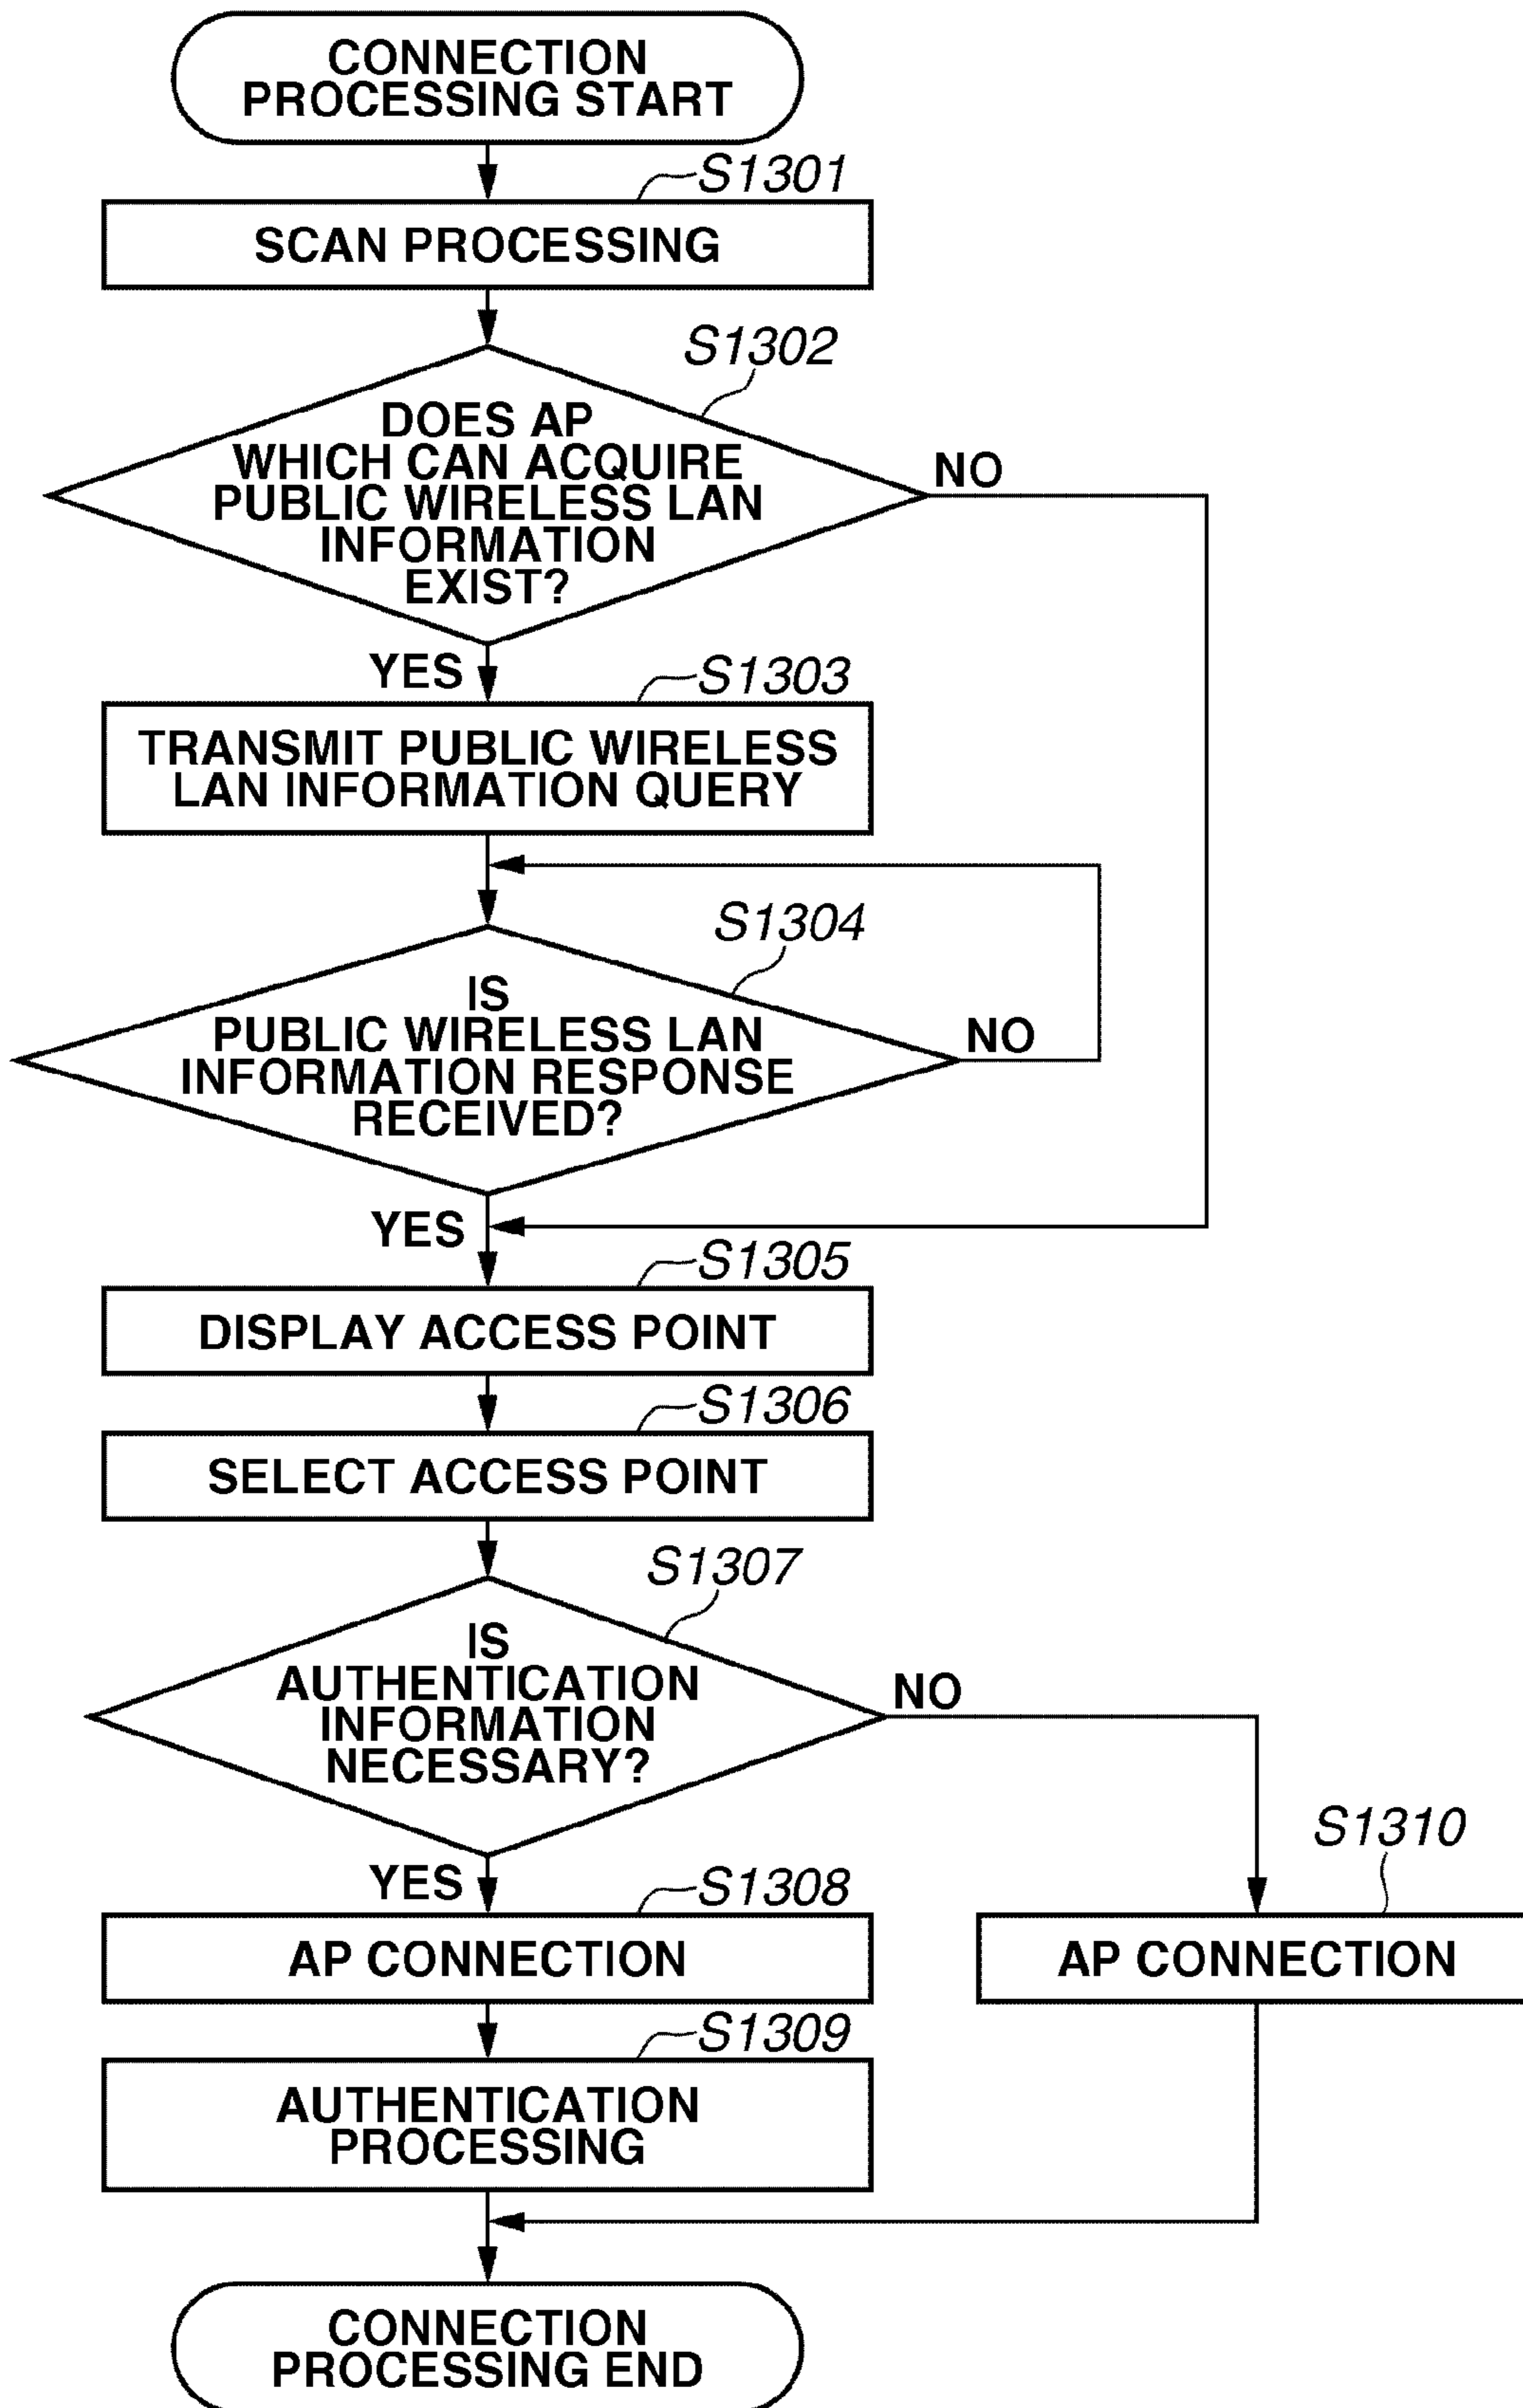 CONNECTION
PROCESSING START
S1301
SCAN PROCESSING
S1302
DOES AP
WHICH CAN ACQUIRE
PUBLIC WIRELESS LAN
INFORMATION
EXIST?
NO
YES
S1303
TRANSMIT PUBLIC WIRELESS
LAN INFORMATION QUERY
S1304
IS
PUBLIC WIRELESS LAN
INFORMATION RESPONSE
RECEIVED?
NO
YES
S1305
DISPLAY ACCESS POINT
S1306
SELECT ACCESS POINT
S1307
IS
AUTHENTICATION
INFORMATION
NECESSARY?
NO
YES
S1308
AP CONNECTION
S1310
AP CONNECTION
S1309
AUTHENTICATION
PROCESSING
CONNECTION
PROCESSING END